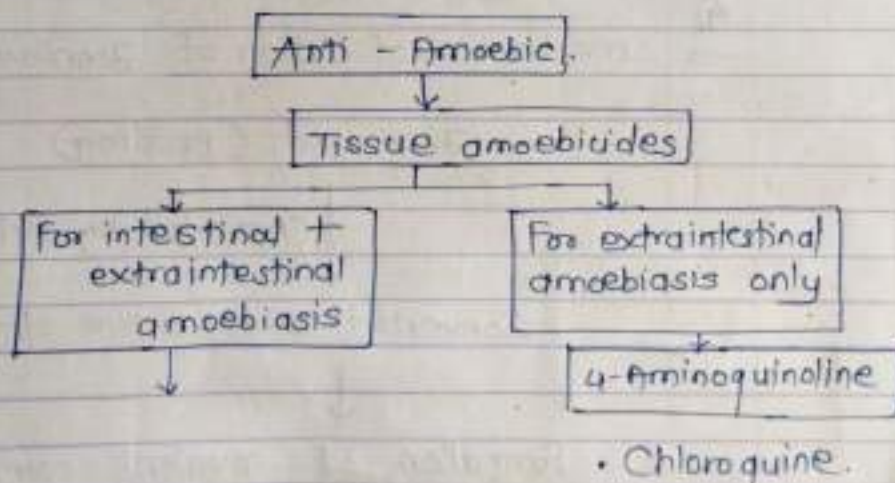 Anti - Amoebic.
Tissue amoebicides
For intestinal +
extraintestinal
amoebiasis
For extraintestinal
amoebiasis only
4-Aminoquinoline
• Chloroquine.